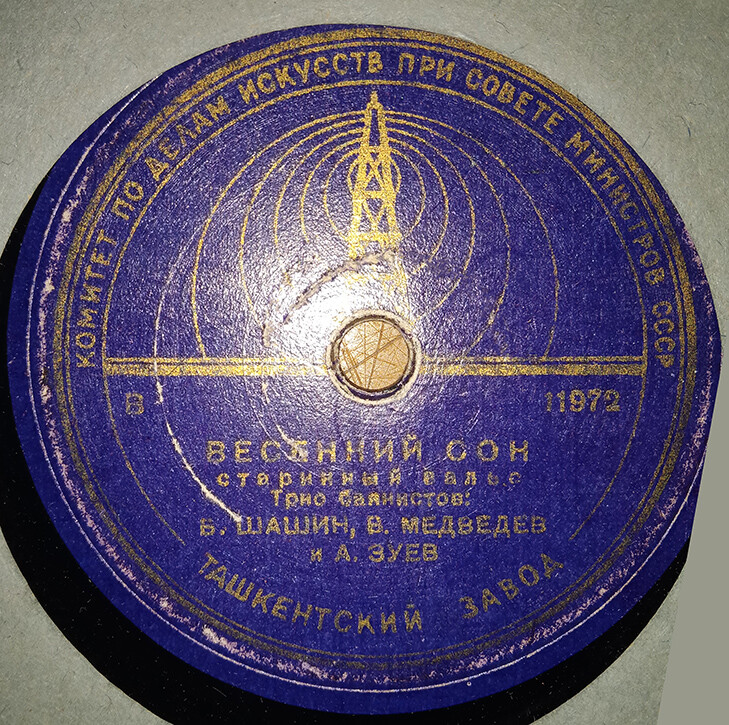 КОМИТЕТ ПО ДЕЛАМ ИСКУССТВ ПРИ СОВЕТЕ МИНИСТРОВ СССР
В 11972
ВЕСЕННИЙ СОН
старинный вальс
Трио баянистов:
Б. ШАШИН, В. МЕДВЕДЕВ
и А. ЗУЕВ
ТАШКЕНТСКИЙ ЗАВОД